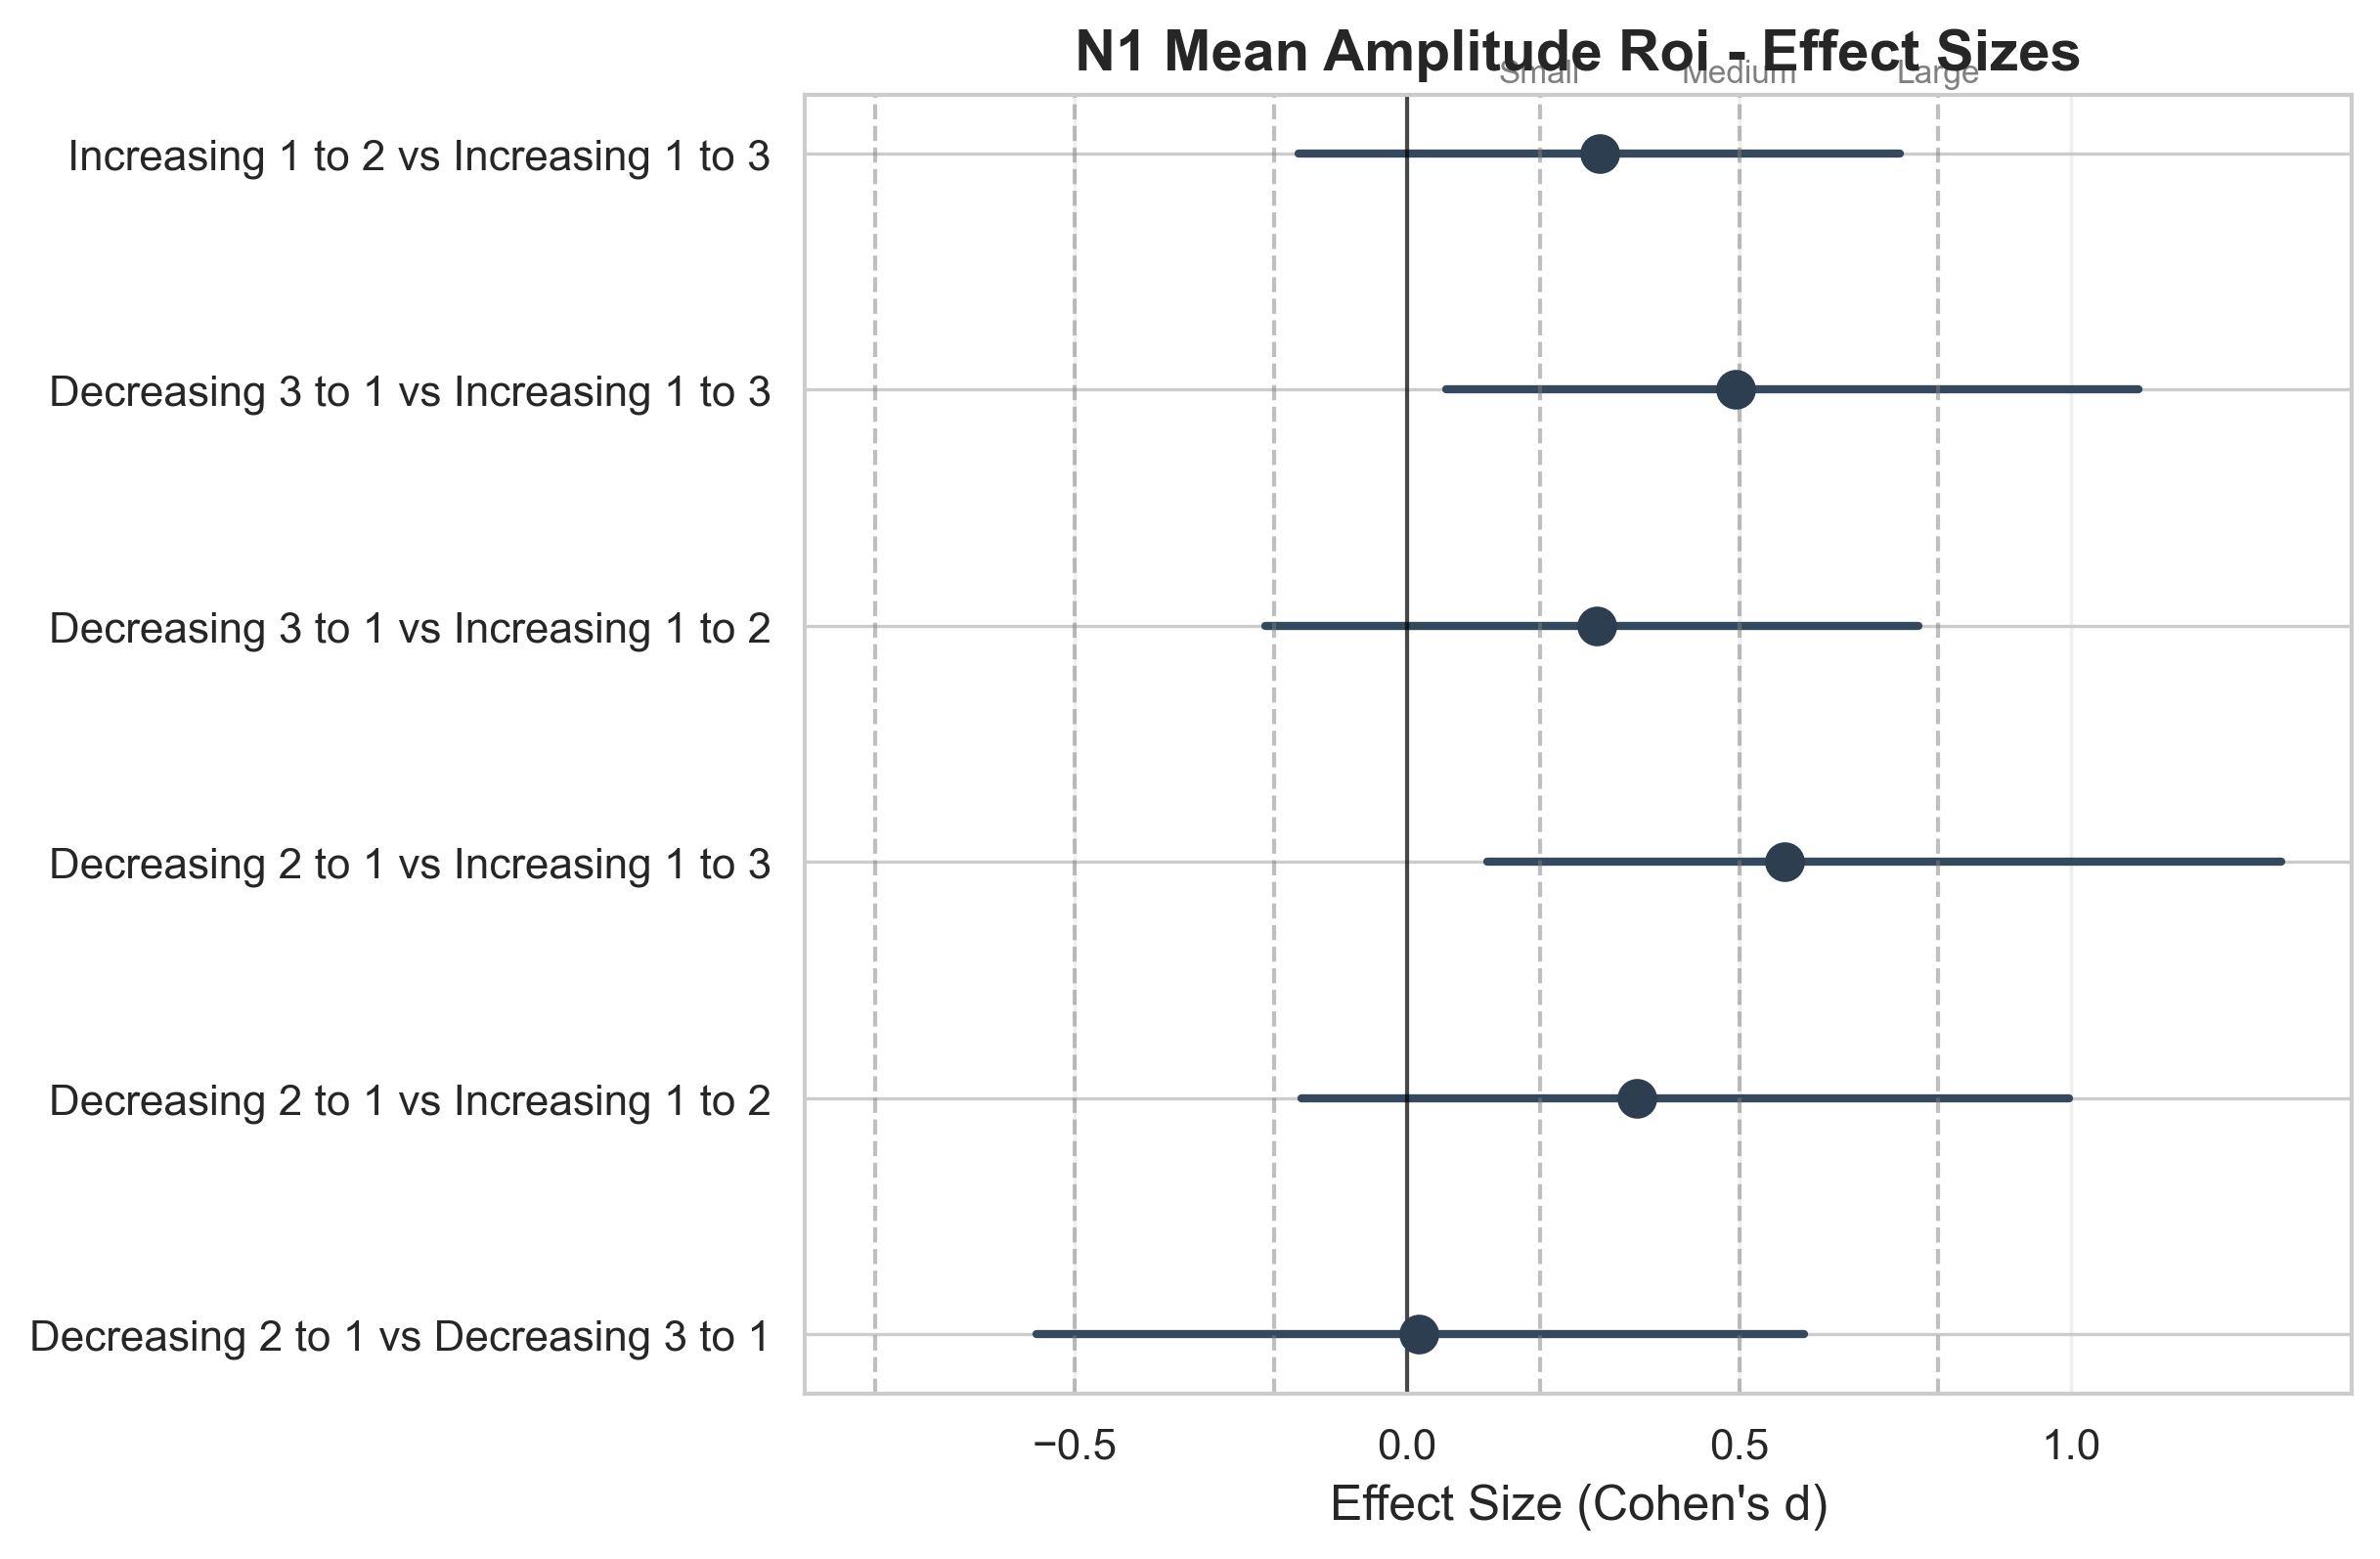 N1 Mean Amplitude Roi - Effect Sizes
Small Medium Large
Increasing 1 to 2 vs Increasing 1 to 3
Decreasing 3 to 1 vs Increasing 1 to 3
Decreasing 3 to 1 vs Increasing 1 to 2
Decreasing 2 to 1 vs Increasing 1 to 3
Decreasing 2 to 1 vs Increasing 1 to 2
Decreasing 2 to 1 vs Decreasing 3 to 1
−0.5 0.0 0.5 1.0
Effect Size (Cohen's d)